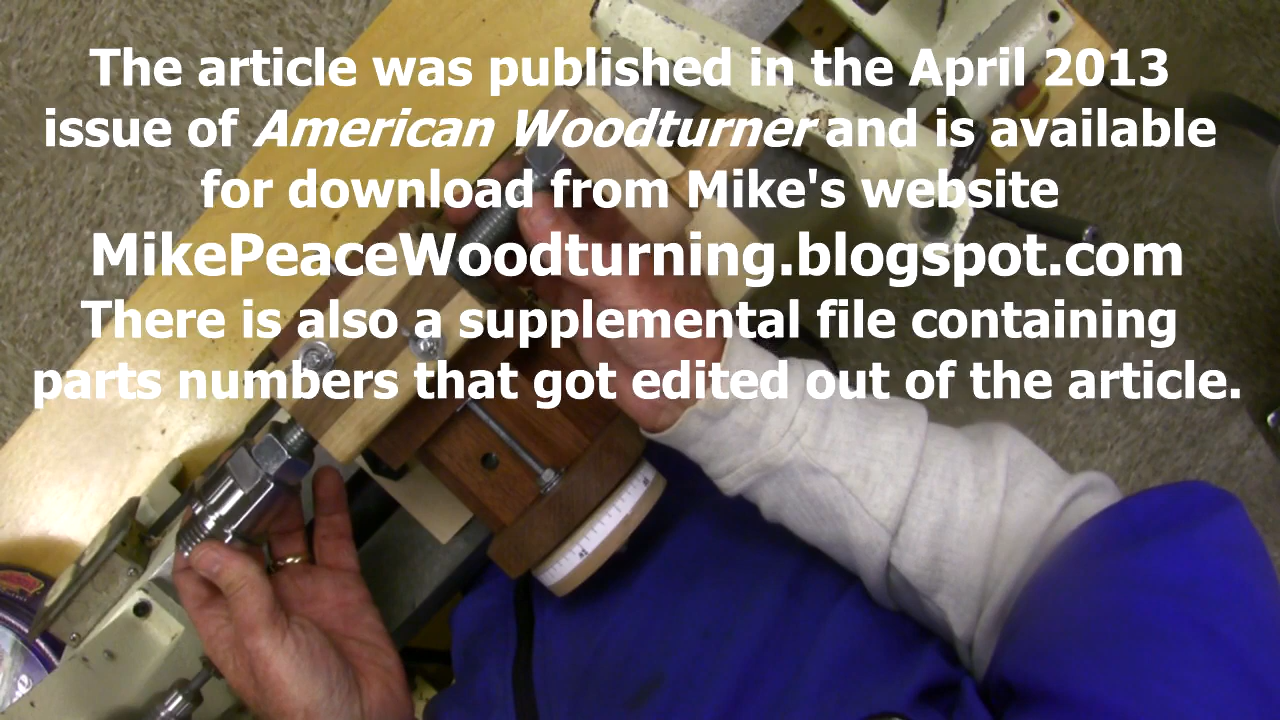 The article was published in the April 2013
issue of American Woodturner and is available
for download from Mike's website
MikePeaceWoodturning.blogspot.com
There is also a supplemental file containing
parts numbers that got edited out of the article.